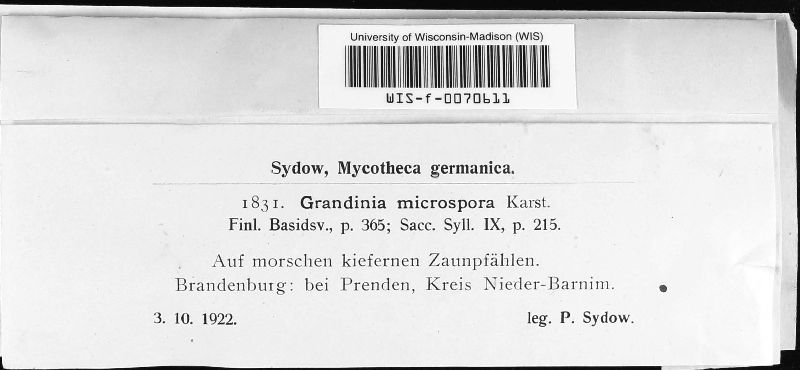 University of Wisconsin-Madison (WIS)
WIS-f-0070611
Sydow, Mycotheca germanica.
1831. Grandinia microspora Karst.
Finl. Basidsv., p. 365; Sacc. Syll. IX, p. 215.
Auf morschen kiefernen Zaunpfählen.
Brandenburg: bei Prenden, Kreis Nieder-Barnim.
3. 10. 1922. leg. P. Sydow.